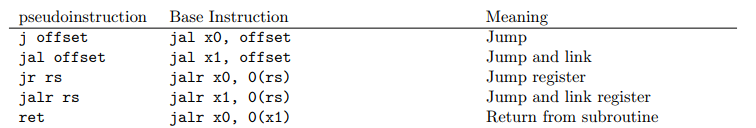 pseudoinstruction Base Instruction Meaning
j offset jal x0, offset Jump
jal offset jal x1, offset Jump and link
jr rs jalr x0, 0(rs) Jump register
jalr rs jalr x1, 0(rs) Jump and link register
ret jalr x0, 0(x1) Return from subroutine